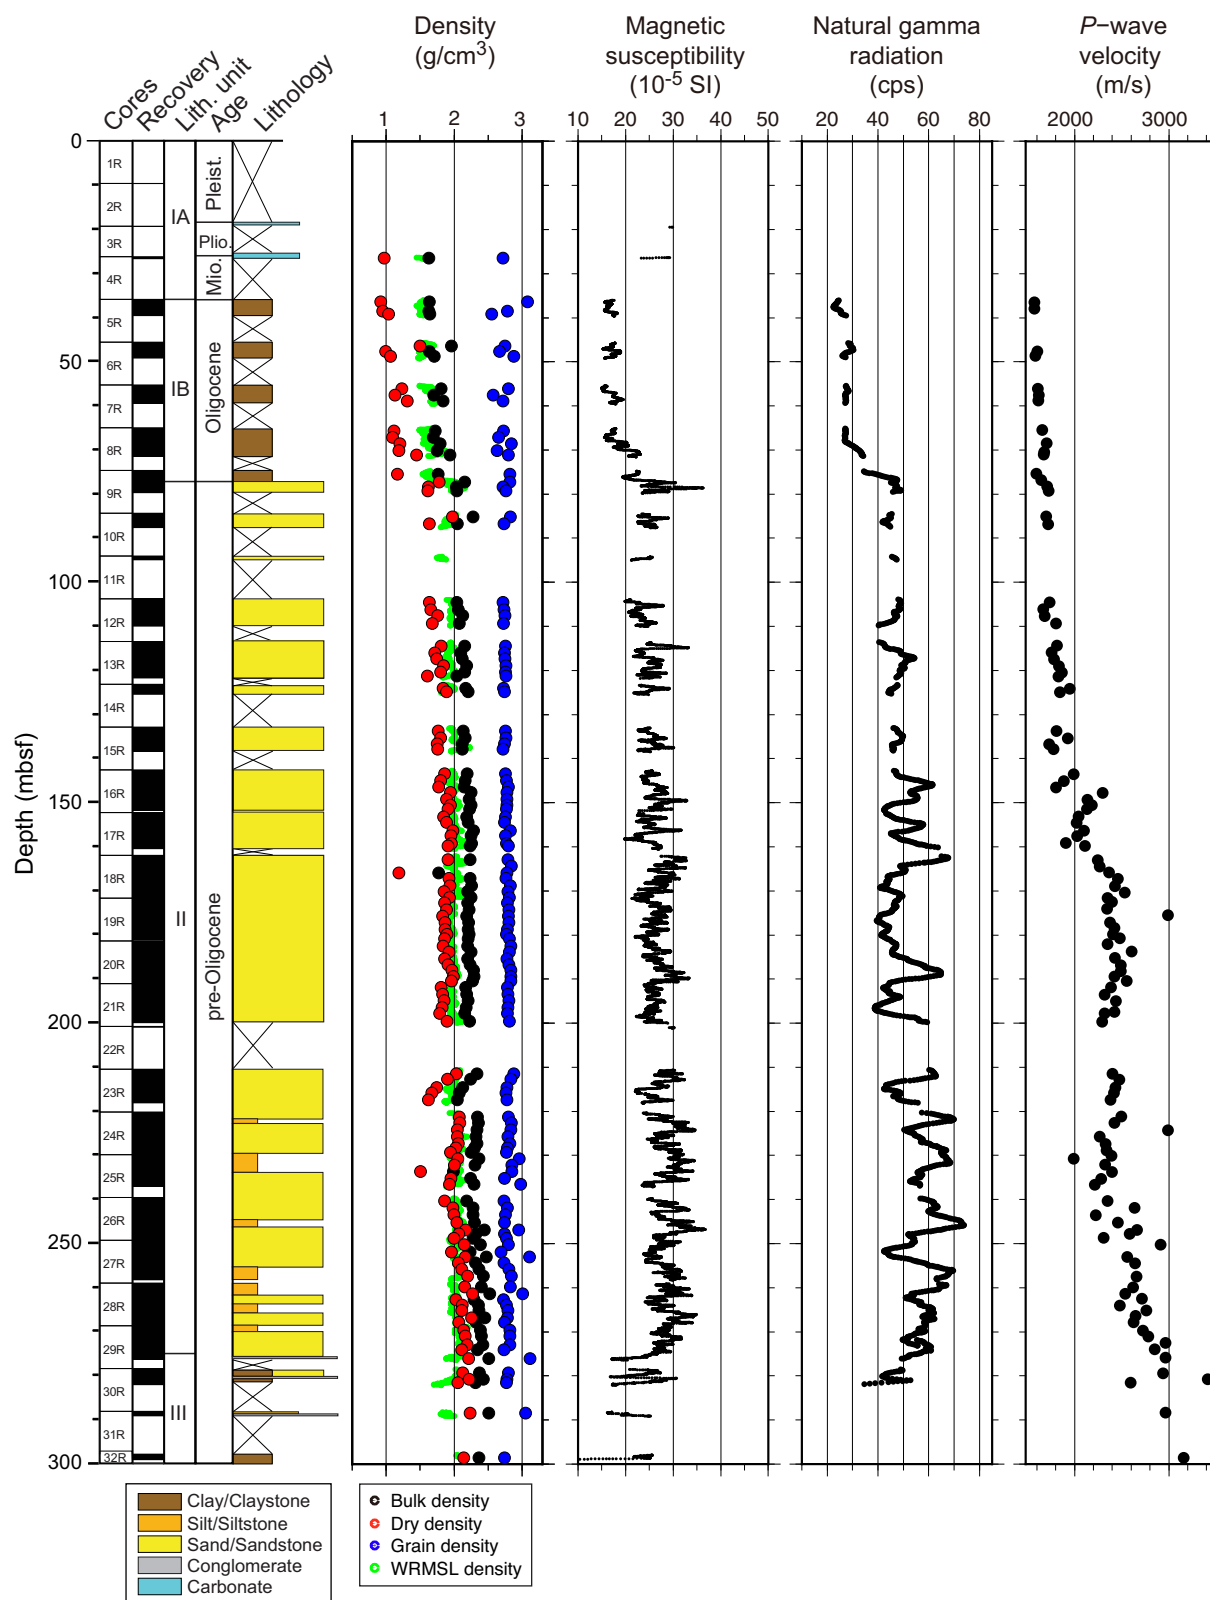 Density
(g/cm3)
Magnetic
susceptibility
(10-5 SI)
Natural gamma
radiation
(cps)
P−wave
velocity
(m/s)
Cores
Recovery
Lith. unit
Age
Lithology
1 2 3
10 20 30 40 50
20 40 60 80
2000 3000
0
50
100
150
200
250
300
Depth (mbsf)
1R
2R
3R
4R
5R
6R
7R
8R
9R
10R
11R
12R
13R
14R
15R
16R
17R
18R
19R
20R
21R
22R
23R
24R
25R
26R
27R
28R
29R
30R
31R
32R
IA
IB
II
III
Pleist.
Plio.
Mio.
Oligocene
pre-Oligocene
Clay/Claystone
Silt/Siltstone
Sand/Sandstone
Conglomerate
Carbonate
Bulk density
Dry density
Grain density
WRMSL density